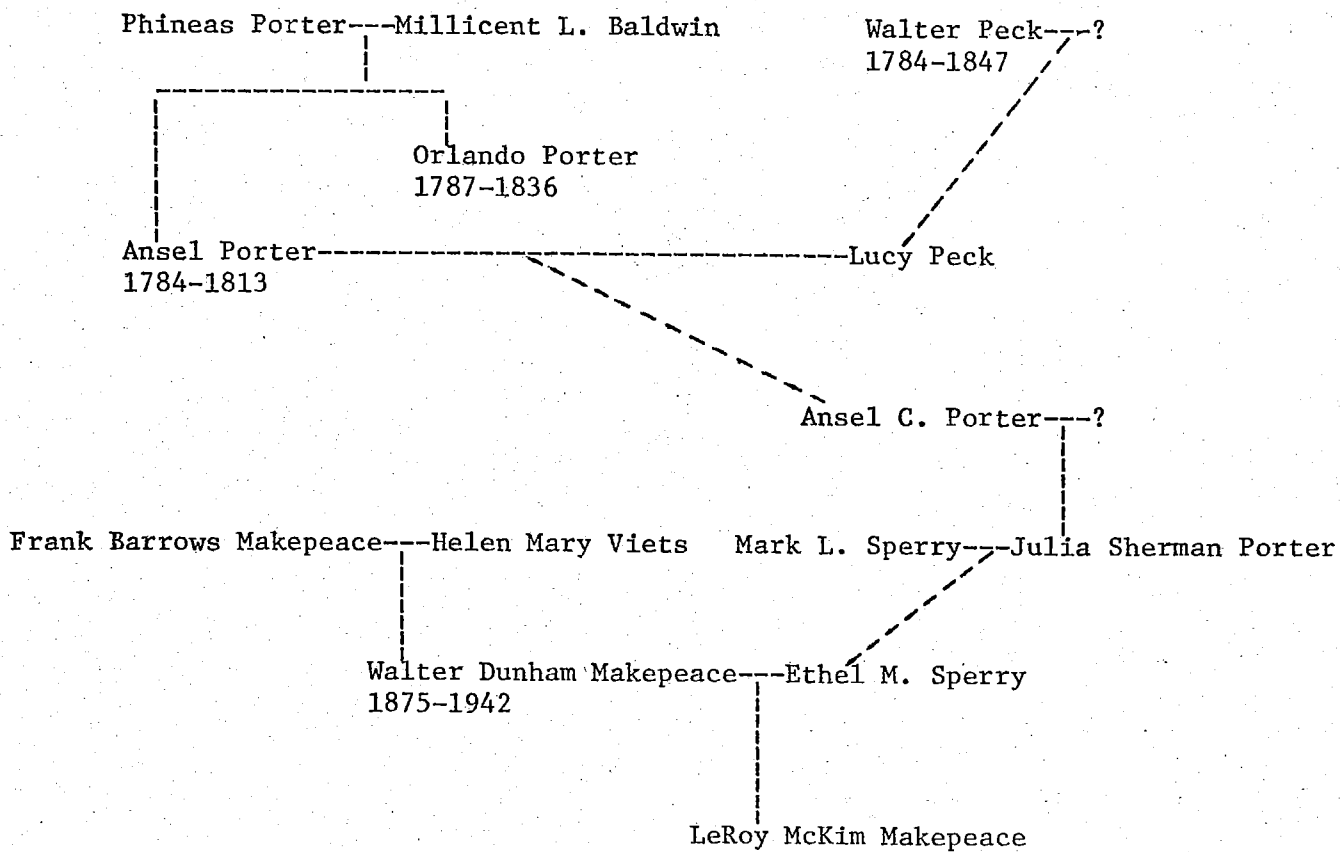 Phineas Porter---Millicent L. Baldwin
Walter Peck---?
1784-1847
Orlando Porter
1787-1836
Ansel Porter
Lucy Peck
1784-1813
Ansel C. Porter---?
Frank Barrows Makepeace---Helen Mary Viets
Mark L. Sperry---Julia Sherman Porter
Walter Dunham Makepeace---Ethel M. Sperry
1875-1942
LeRoy McKim Makepeace